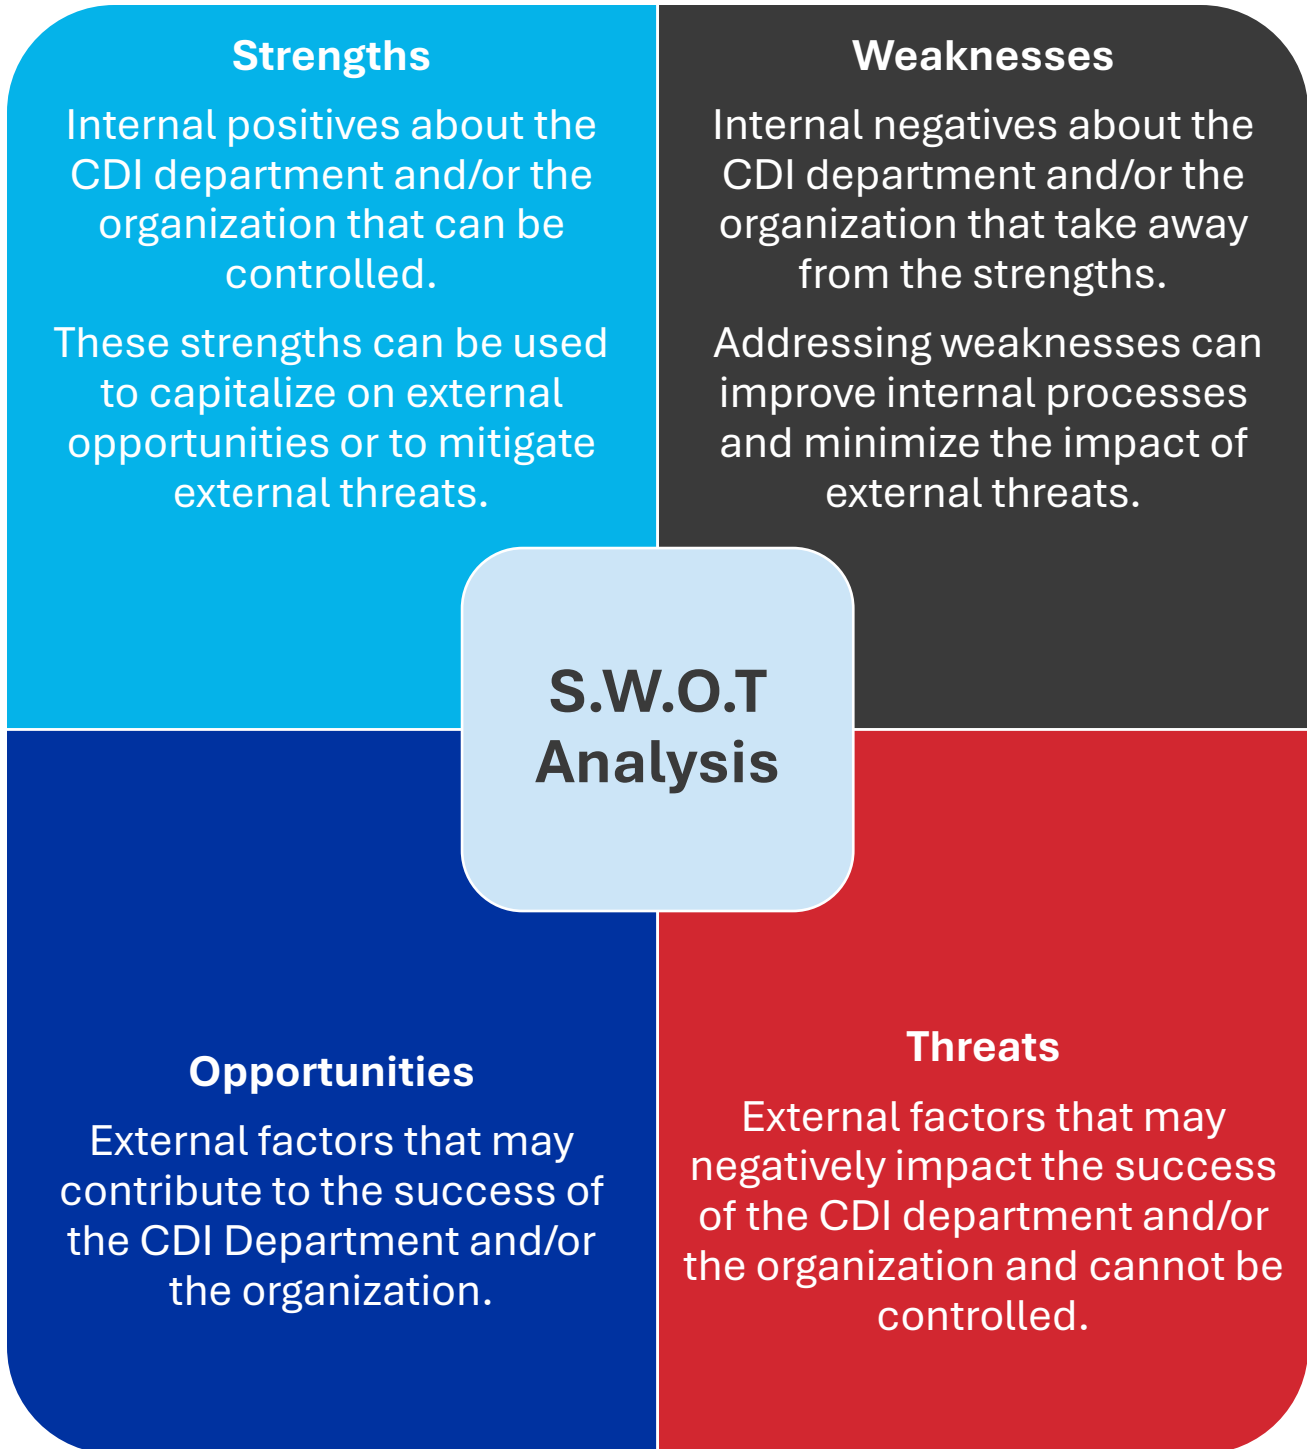 Strengths
Internal positives about the
CDI department and/or the
organization that can be
controlled.
These strengths can be used
to capitalize on external
opportunities or to mitigate
external threats.
Weaknesses
Internal negatives about the
CDI department and/or the
organization that take away
from the strengths.
Addressing weaknesses can
improve internal processes
and minimize the impact of
external threats.
S.W.O.T
Analysis
Opportunities
External factors that may
contribute to the success of
the CDI Department and/or
the organization.
Threats
External factors that may
negatively impact the success
of the CDI department and/or
the organization and cannot be
controlled.